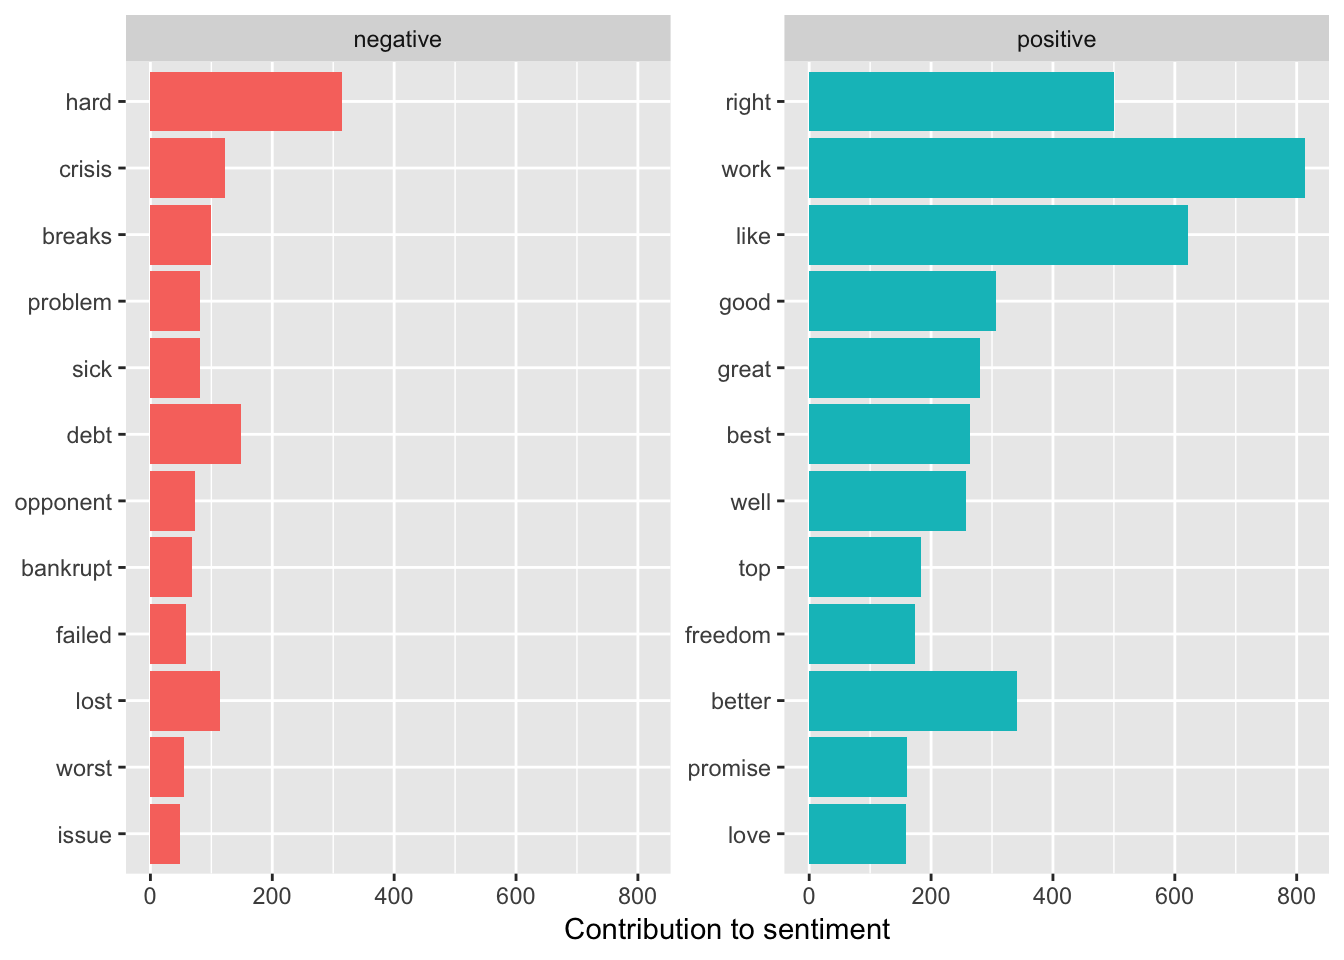 negative
hard
crisis
breaks
problem
sick
debt
opponent
bankrupt
failed
lost
worst
issue
0 200 400 600 800
positive
right
work
like
good
great
best
well
top
freedom
better
promise
love
0 200 400 600 800
Contribution to sentiment